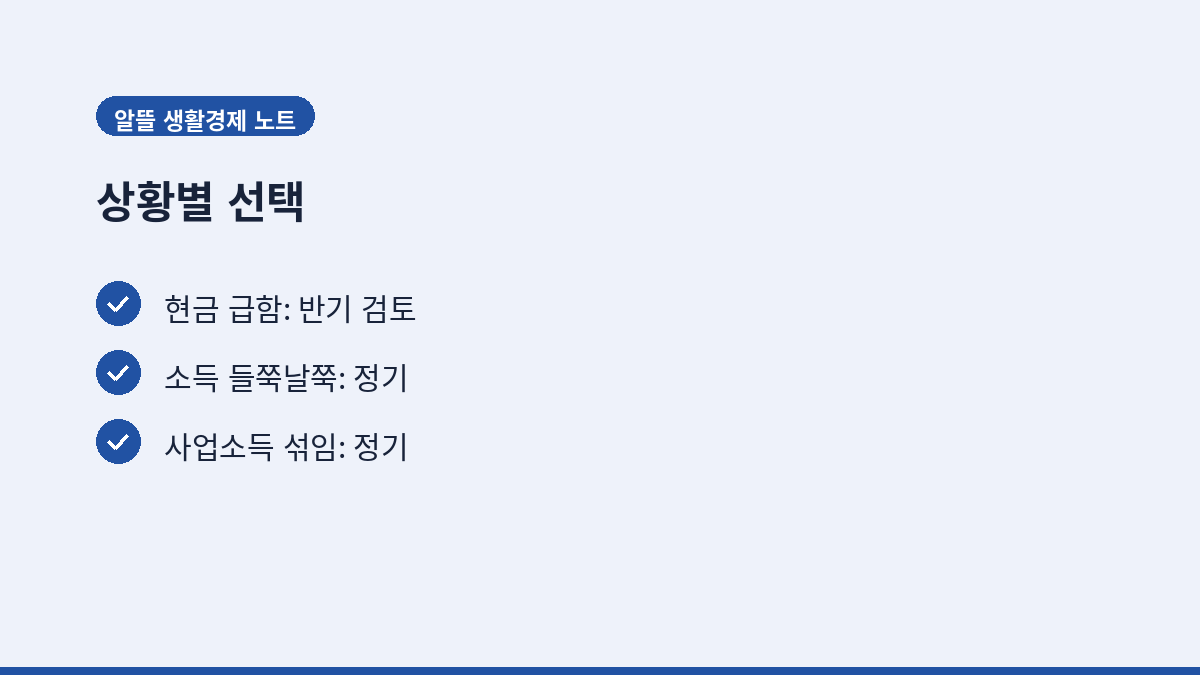 알뜰 생활경제 노트
상황별 선택
현금 급함: 반기 검토
소득 들쭉날쭉: 정기
사업소득 섞임: 정기